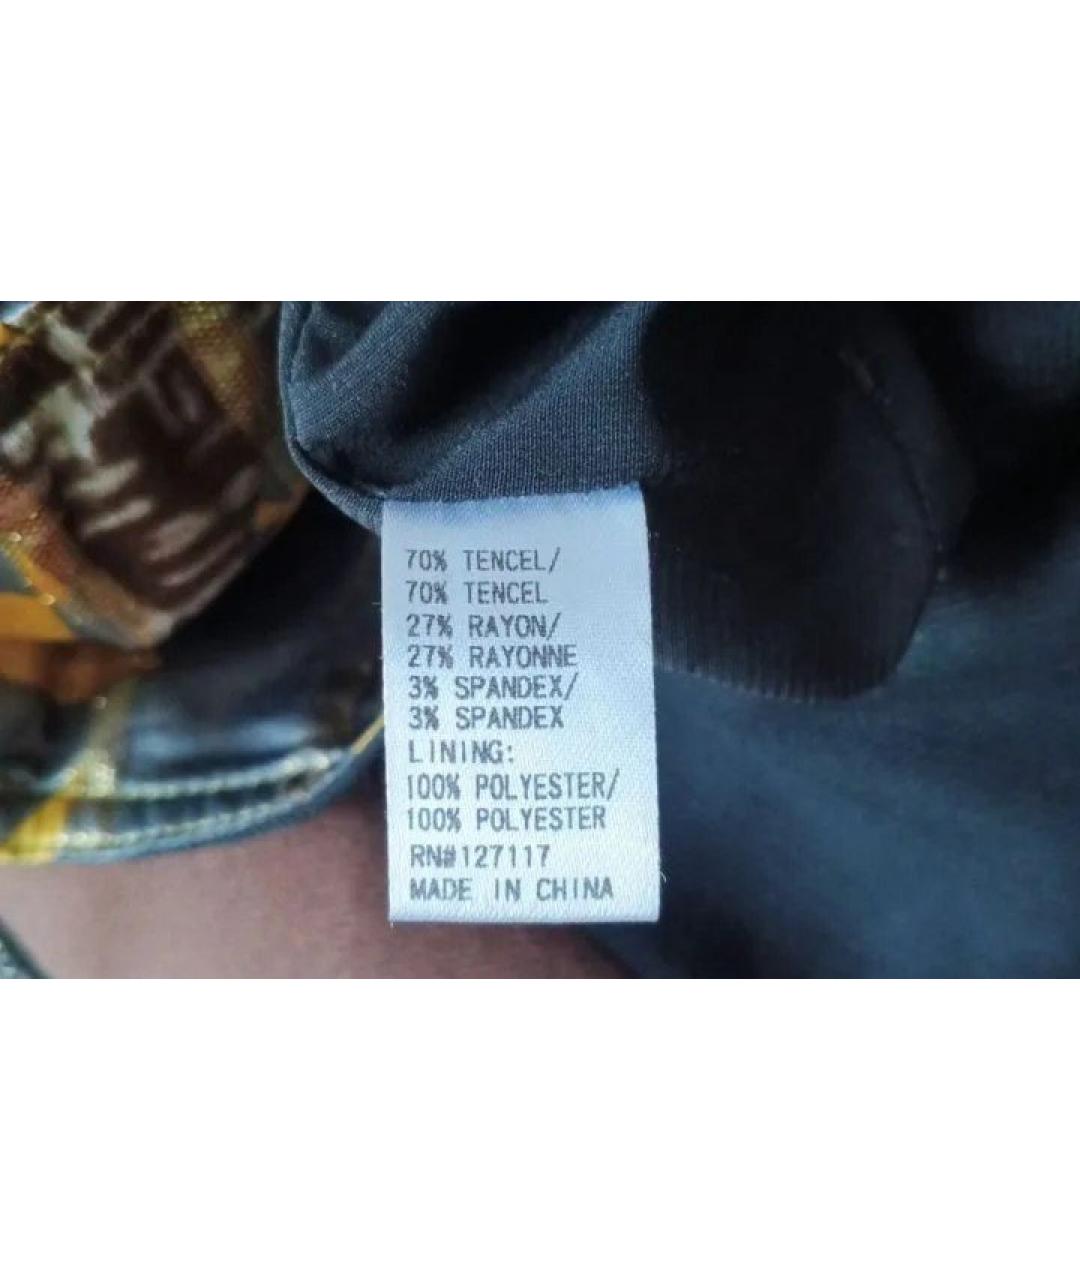 70% TENCEL/
70% TENCEL
27% RAYON/
27% RAYONNE
3% SPANDEX/
3% SPANDEX
LINING:
100% POLYESTER/
100% POLYESTER
RN#127117
MADE IN CHINA